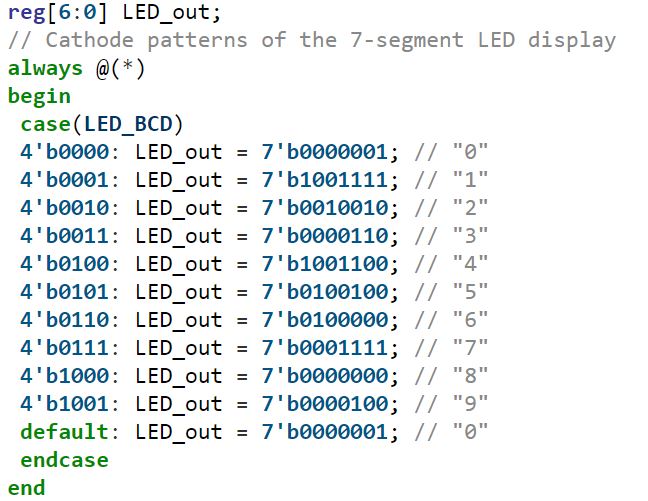 reg[6:0] LED_out;
// Cathode patterns of the 7-segment LED display
always @(*)
begin
case(LED_BCD)
4'b0000: LED_out = 7'b0000001; // "0"
4'b0001: LED_out = 7'b1001111; // "1"
4'b0010: LED_out = 7'b0010010; // "2"
4'b0011: LED_out = 7'b0000110; // "3"
4'b0100: LED_out = 7'b1001100; // "4"
4'b0101: LED_out = 7'b0100100; // "5"
4'b0110: LED_out = 7'b0100000; // "6"
4'b0111: LED_out = 7'b0001111; // "7"
4'b1000: LED_out = 7'b0000000; // "8"
4'b1001: LED_out = 7'b0000100; // "9"
default: LED_out = 7'b0000001; // "0"
endcase
end